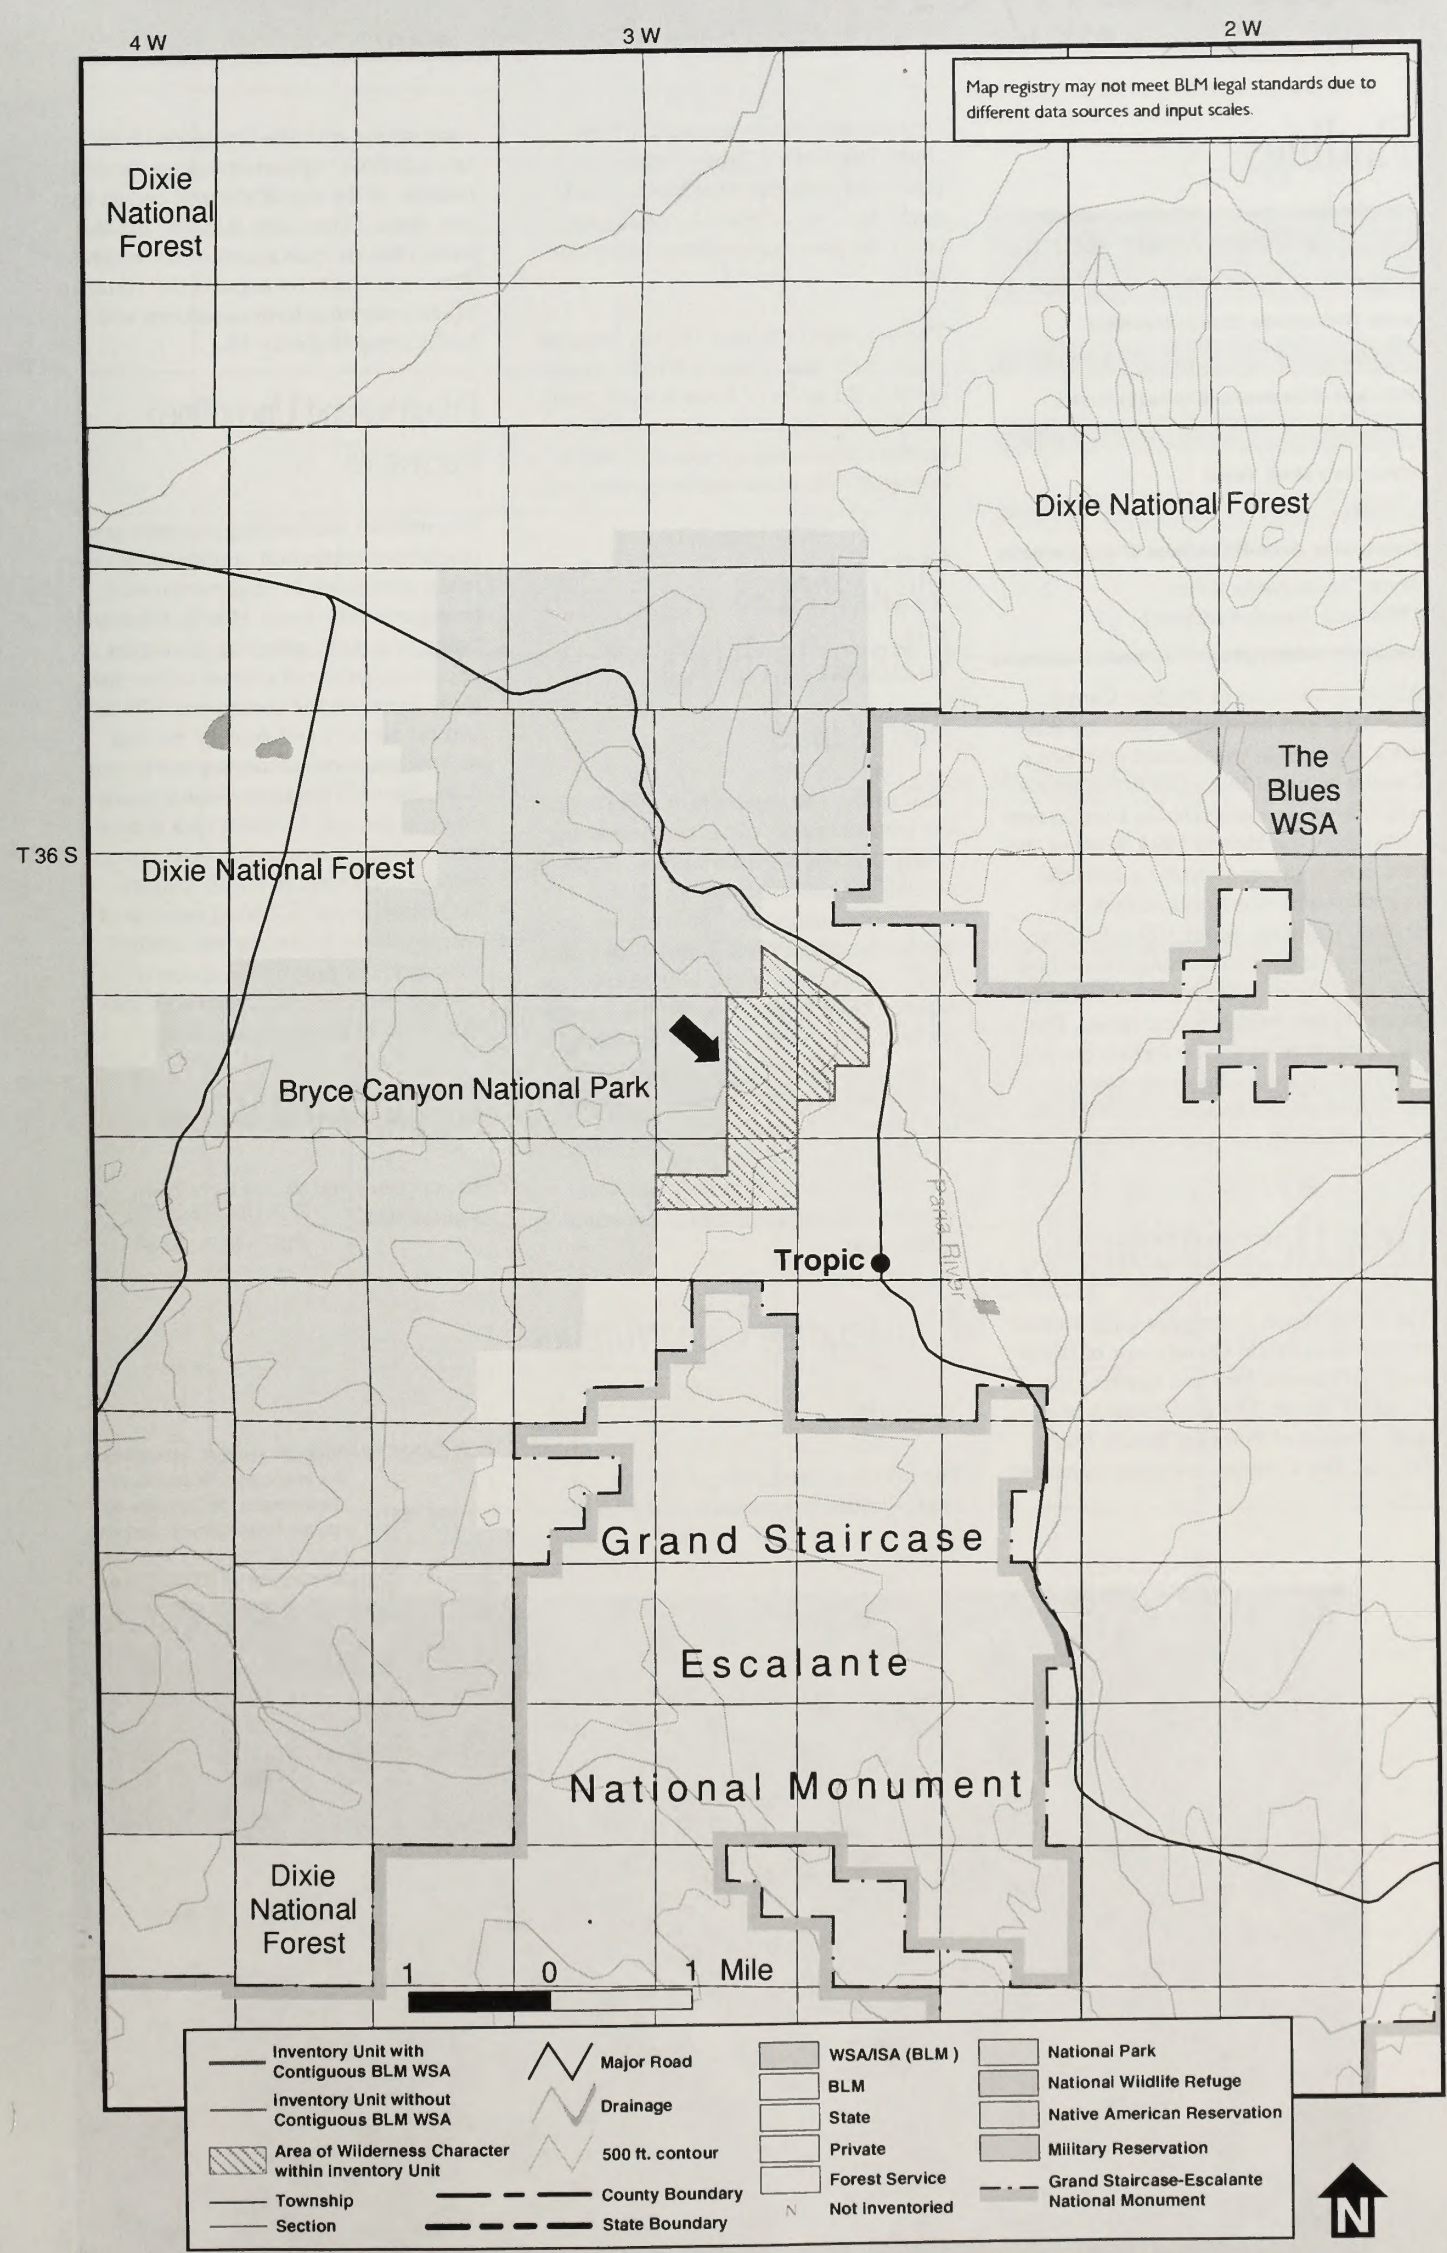 4 W
3 W
2 W
Map registry may not meet BLM legal standards due to
different data sources and input scales.
Dixie
National
Forest
Dixie National Forest
The
Blues
WSA
T 36 S
Dixie National Forest
Bryce Canyon National Park
Paria River
Tropic
Grand Staircase
Escalante
National Monument
Dixie
National
Forest
1 0 1 Mile
Inventory Unit with
Contiguous BLM WSA
Inventory Unit without
Contiguous BLM WSA
Area of Wilderness Character
within Inventory Unit
Township
Section
Major Road
Drainage
500 ft. contour
County Boundary
State Boundary
WSA/ISA (BLM )
BLM
State
Private
Forest Service
N Not inventoried
National Park
National Wildlife Refuge
Native American Reservation
Military Reservation
Grand Staircase-Escalante
National Monument
N